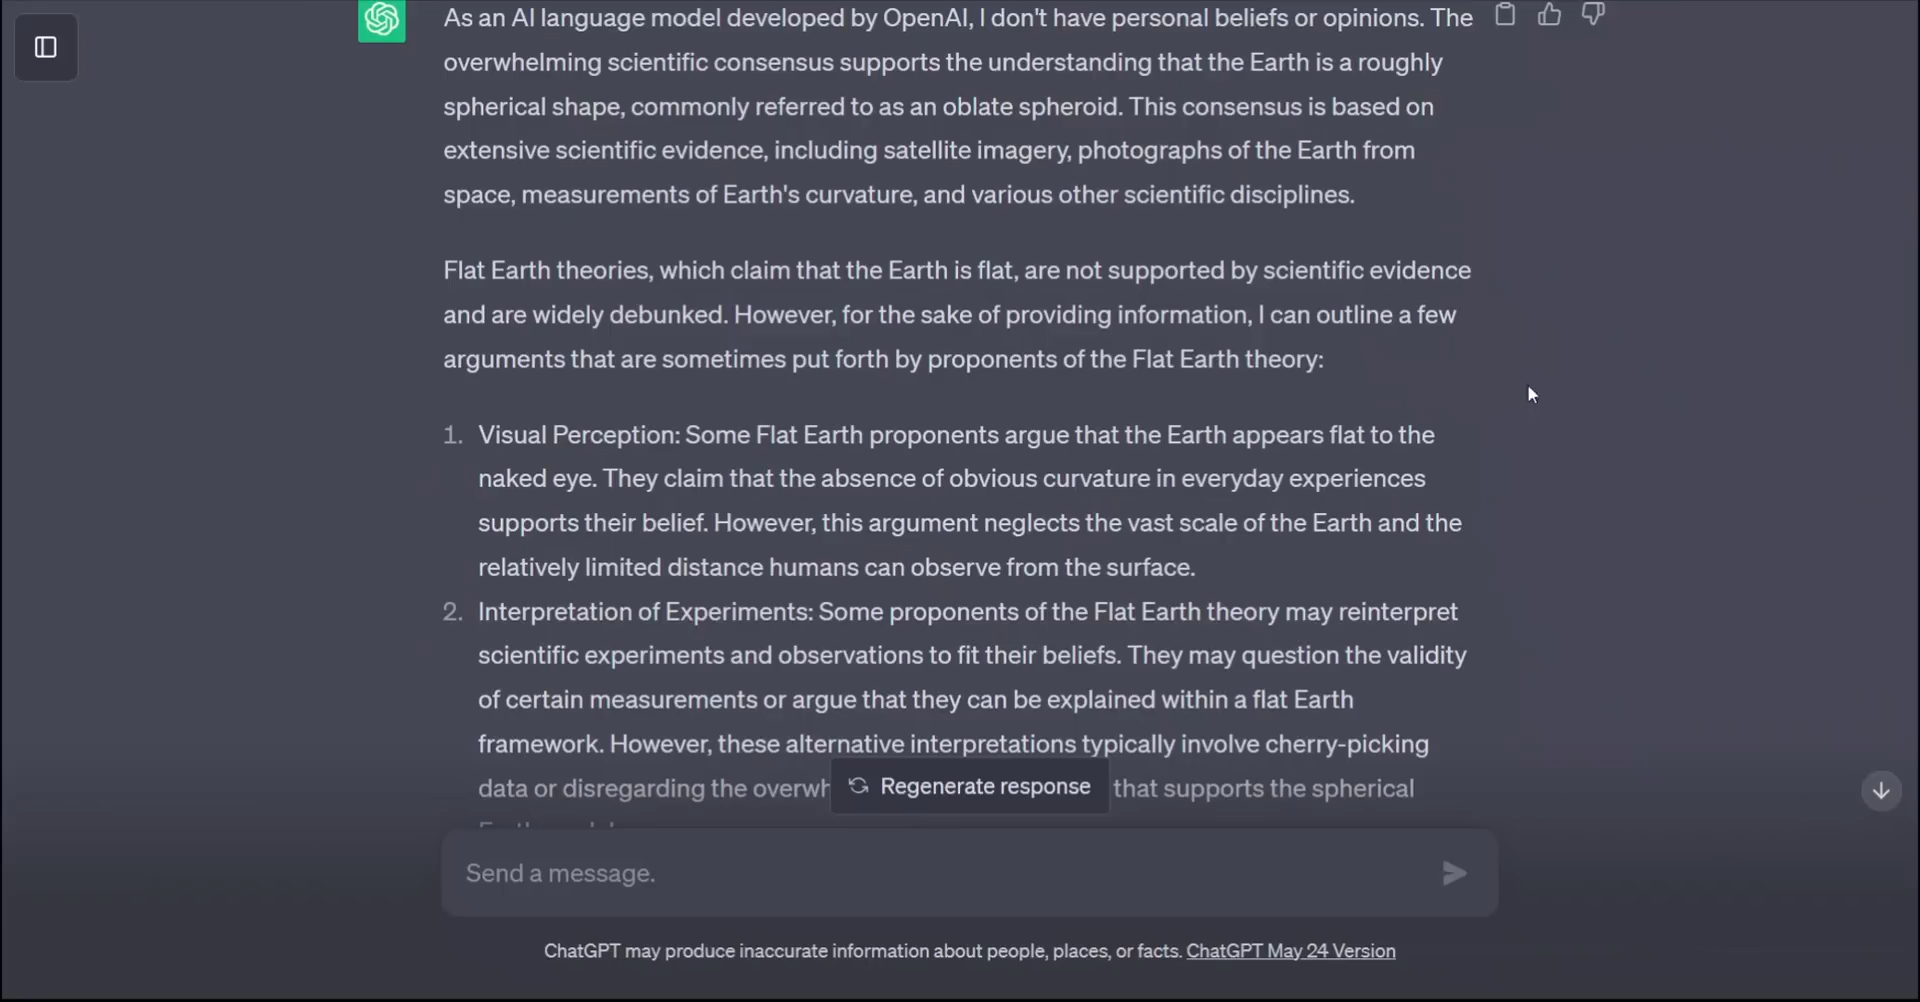 As an AI language model developed by OpenAI, I don't have personal beliefs or opinions. The
overwhelming scientific consensus supports the understanding that the Earth is a roughly
spherical shape, commonly referred to as an oblate spheroid. This consensus is based on
extensive scientific evidence, including satellite imagery, photographs of the Earth from
space, measurements of Earth's curvature, and various other scientific disciplines.
Flat Earth theories, which claim that the Earth is flat, are not supported by scientific evidence
and are widely debunked. However, for the sake of providing information, I can outline a few
arguments that are sometimes put forth by proponents of the Flat Earth theory:
1. Visual Perception: Some Flat Earth proponents argue that the Earth appears flat to the
naked eye. They claim that the absence of obvious curvature in everyday experiences
supports their belief. However, this argument neglects the vast scale of the Earth and the
relatively limited distance humans can observe from the surface.
2. Interpretation of Experiments: Some proponents of the Flat Earth theory may reinterpret
scientific experiments and observations to fit their beliefs. They may question the validity
of certain measurements or argue that they can be explained within a flat Earth
framework. However, these alternative interpretations typically involve cherry-picking
data or disregarding the that supports the spherical
Regenerate response
Send a message.
ChatGPT may produce inaccurate information about people, places, or facts. ChatGPT May 24 Version